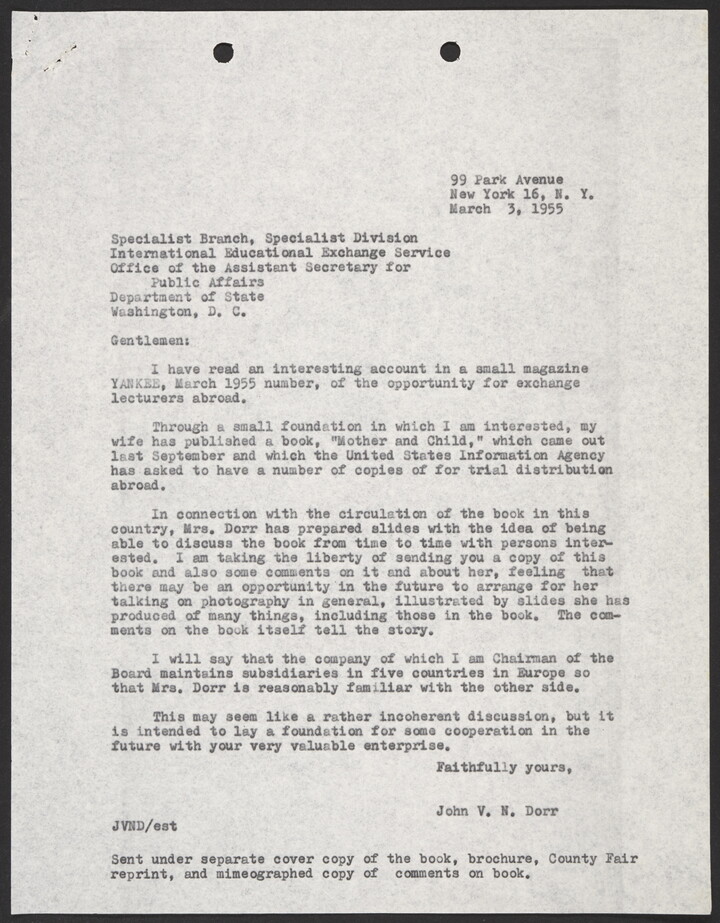 99 Park Avenue
New York 16, N. Y.
March 3, 1955
Specialist Branch, Specialist Division
International Educational Exchange Service
Office of the Assistant Secretary for
Public Affairs
Department of State
Washington, D. C.
Gentlemen:
I have read an interesting account in a small magazine
YANKEE, March 1955 number, of the opportunity for exchange
lecturers abroad.
Through a small foundation in which I am interested, my
wife has published a book, "Mother and Child," which came out
last September and which the United States Information Agency
has asked to have a number of copies of for trial distribution
abroad.
In connection with the circulation of the book in this
country, Mrs. Dorr has prepared slides with the idea of being
able to discuss the book from time to time with persons inter-
ested. I am taking the liberty of sending you a copy of this
book and also some comments on it and about her, feeling that
there may be an opportunity in the future to arrange for her
talking on photography in general, illustrated by slides she has
produced of many things, including those in the book. The com-
ments on the book itself tell the story.
I will say that the company of which I am Chairman of the
Board maintains subsidiaries in five countries in Europe so
that Mrs. Dorr is reasonably familiar with the other side.
This may seem like a rather incoherent discussion, but it
is intended to lay a foundation for some cooperation in the
future with your very valuable enterprise.
Faithfully yours,
John V. N. Dorr
JVND/est
Sent under separate cover copy of the book, brochure, County Fair
reprint, and mimeographed copy of comments on book.